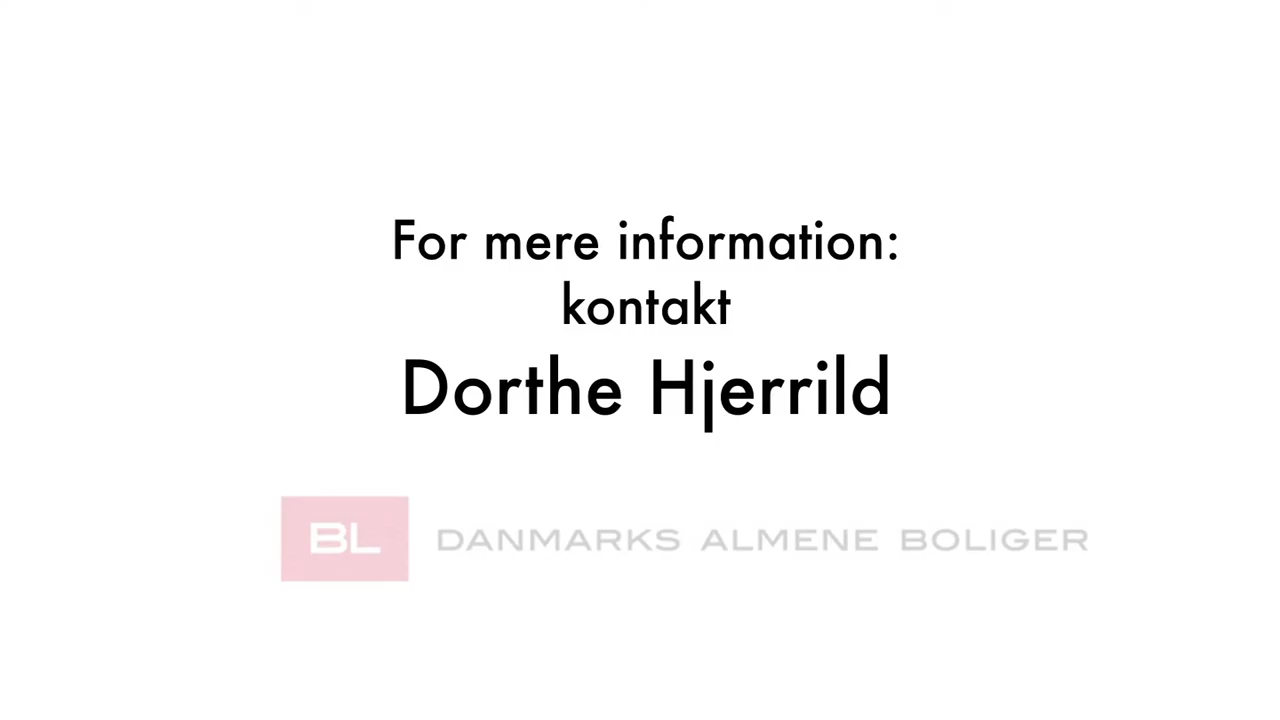 For mere information:
kontakt
Dorthe Hjerrild
BL DANMARKS ALMENE BOLIGER